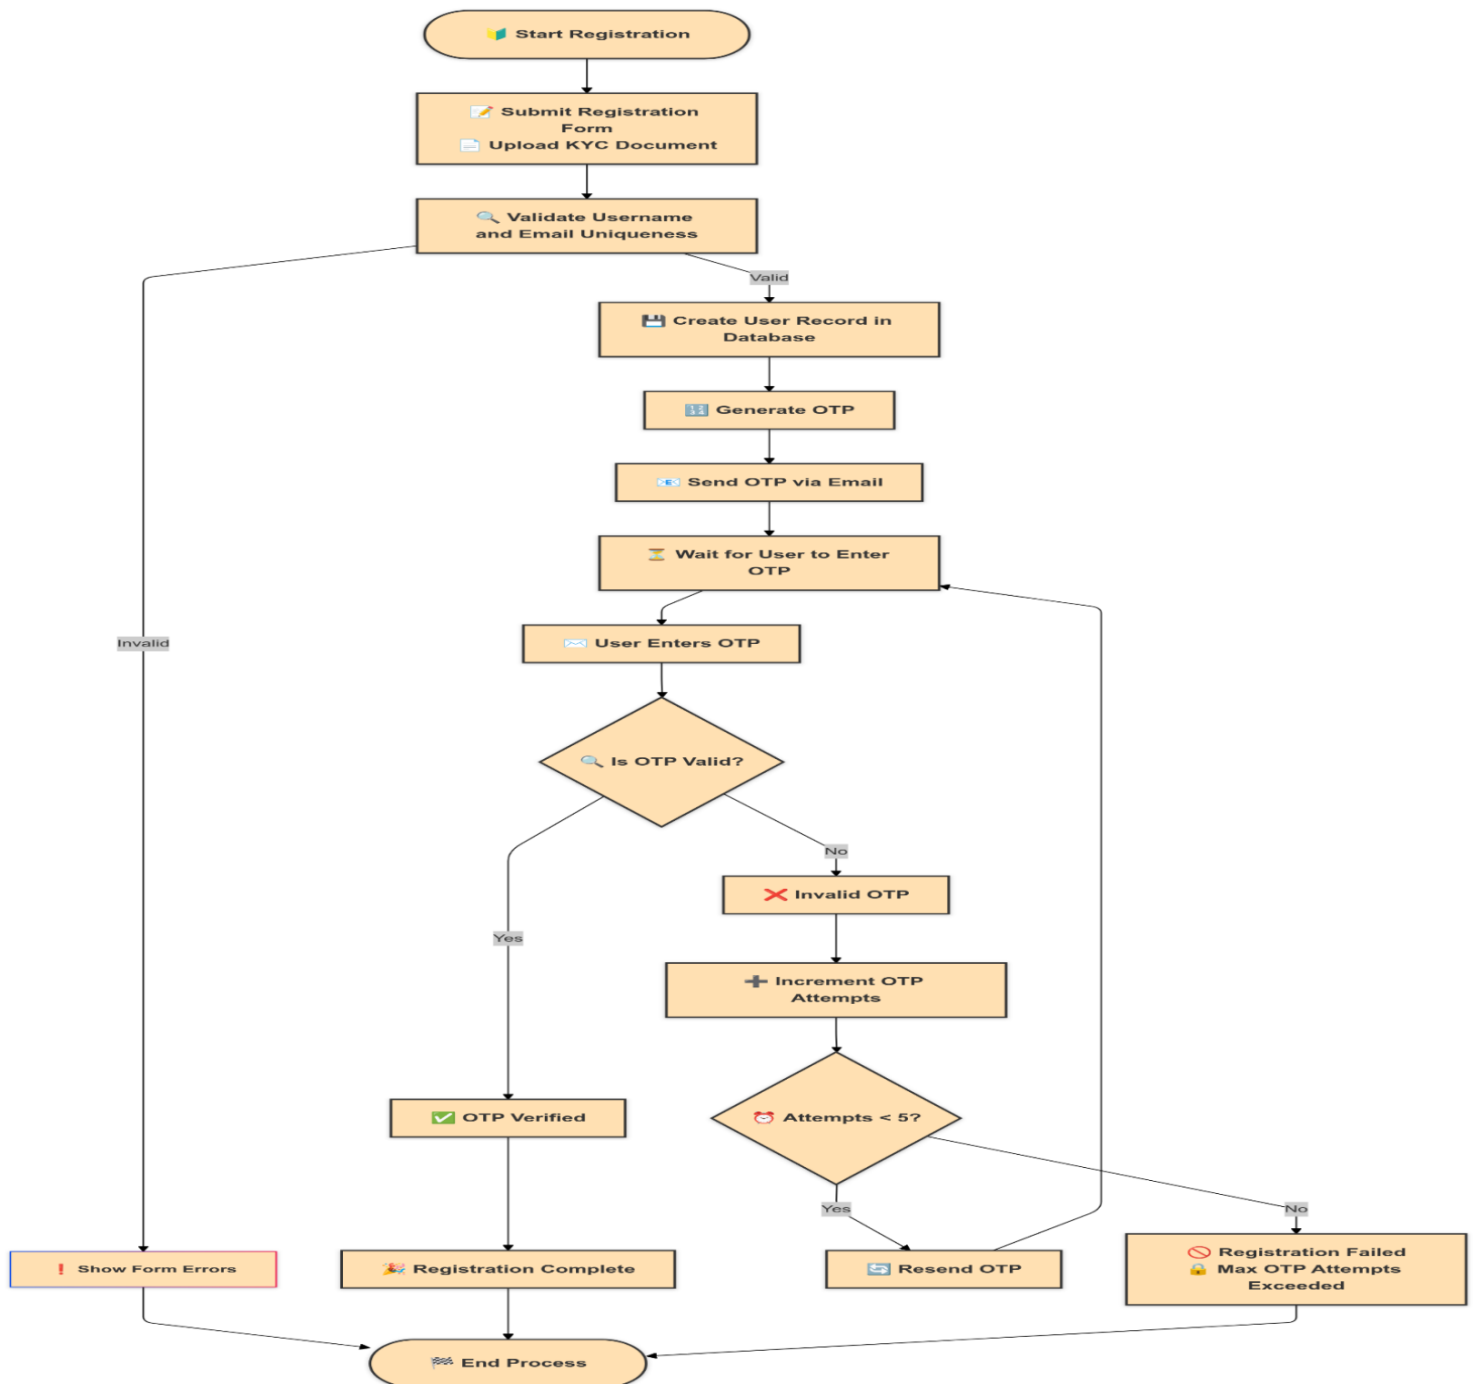 🔰 Start Registration
📝 Submit Registration
Form
📄 Upload KYC Document
🔍 Validate Username
and Email Uniqueness
Valid
💾 Create User Record in
Database
🔢 Generate OTP
📧 Send OTP via Email
⏳ Wait for User to Enter
OTP
Invalid
✉️ User Enters OTP
🔍 Is OTP Valid?
No
❌ Invalid OTP
Yes
➕ Increment OTP
Attempts
✅ OTP Verified
⏰ Attempts < 5?
Yes
No
❗ Show Form Errors
🎉 Registration Complete
🔄 Resend OTP
🚫 Registration Failed
🔒 Max OTP Attempts
Exceeded
🏁 End Process